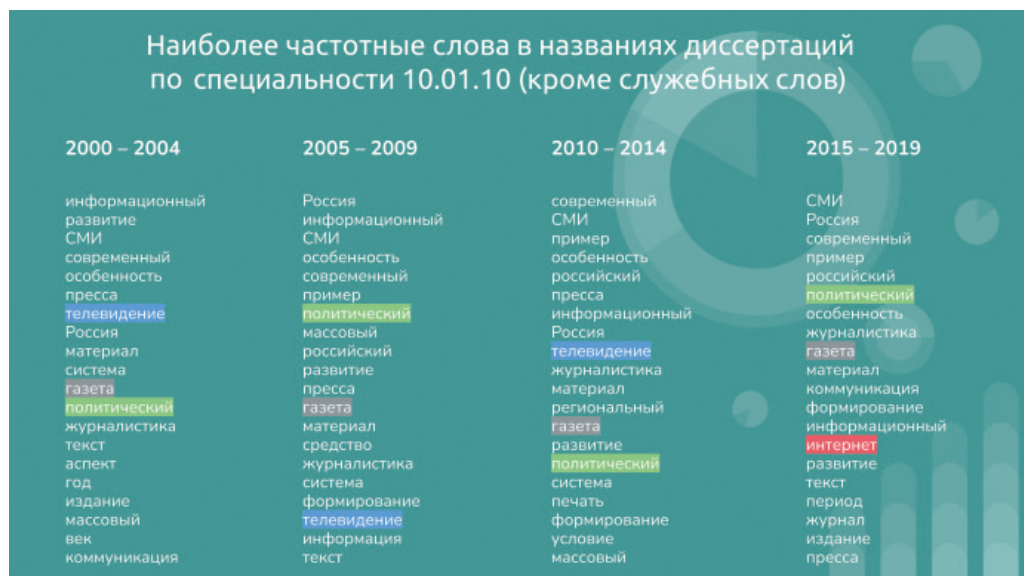 Наиболее частотные слова в названиях диссертаций
по специальности 10.01.10 (кроме служебных слов)
2000 – 2004
информационный
развитие
СМИ
современный
особенность
пресса
телевидение
Россия
материал
система
газета
политический
журналистика
текст
аспект
год
издание
массовый
век
коммуникация
2005 – 2009
Россия
информационный
СМИ
особенность
современный
пример
политический
массовый
российский
развитие
пресса
газета
материал
средство
журналистика
система
формирование
телевидение
информация
текст
2010 – 2014
современный
СМИ
пример
особенность
российский
пресса
информационный
Россия
телевидение
журналистика
материал
региональный
газета
развитие
политический
система
печать
формирование
условие
массовый
2015 – 2019
СМИ
Россия
современный
пример
российский
политический
особенность
журналистика
газета
материал
коммуникация
формирование
информационный
интернет
развитие
текст
период
журнал
издание
пресса